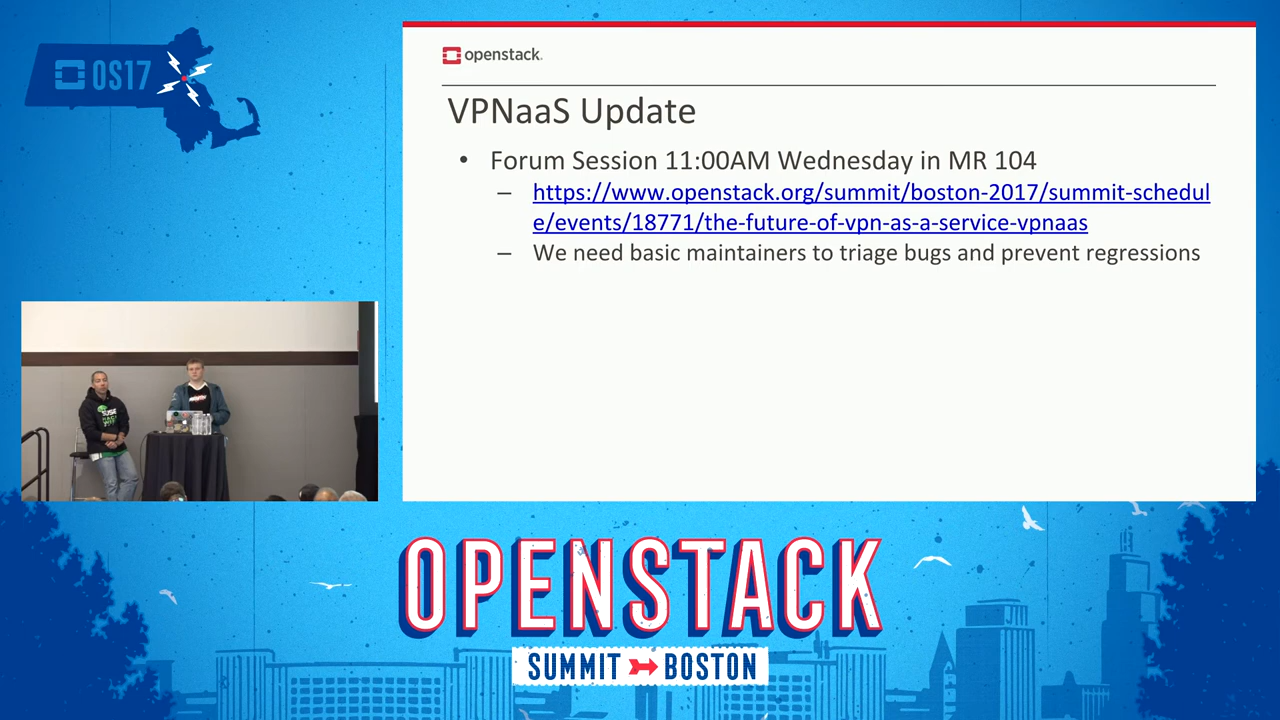 OS17
openstack.
VPNaaS Update
• Forum Session 11:00AM Wednesday in MR 104
– https://www.openstack.org/summit/boston-2017/summit-schedul
e/events/18771/the-future-of-vpn-as-a-service-vpnaas
– We need basic maintainers to triage bugs and prevent regressions
SUSE
OPENSTACK
SUMMIT BOSTON